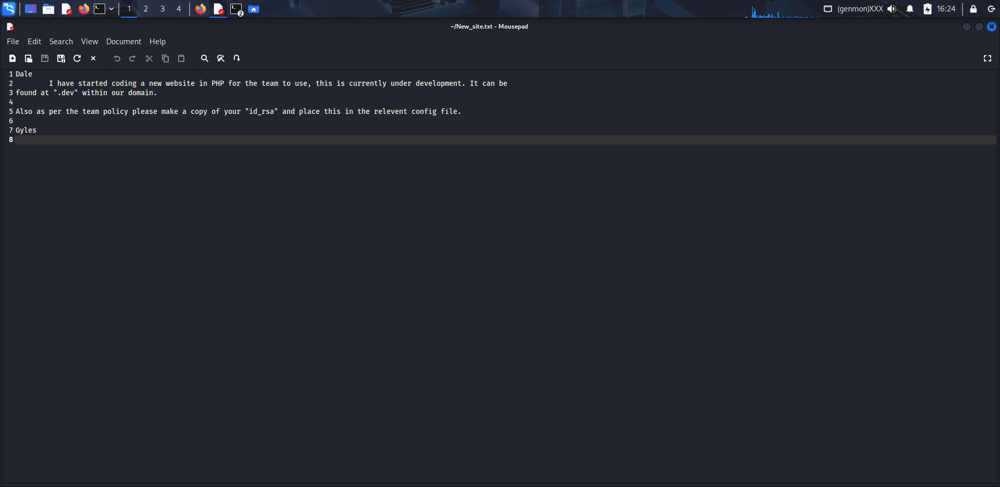 1 2 3 4 2 (genmon)XXX 16:24
~/New_site.txt - Mousepad
File Edit Search View Document Help
1 Dale
2 I have started coding a new website in PHP for the team to use, this is currently under development. It can be
3 found at ".dev" within our domain.
4
5 Also as per the team policy please make a copy of your "id_rsa" and place this in the relevent config file.
6
7 Gyles
8